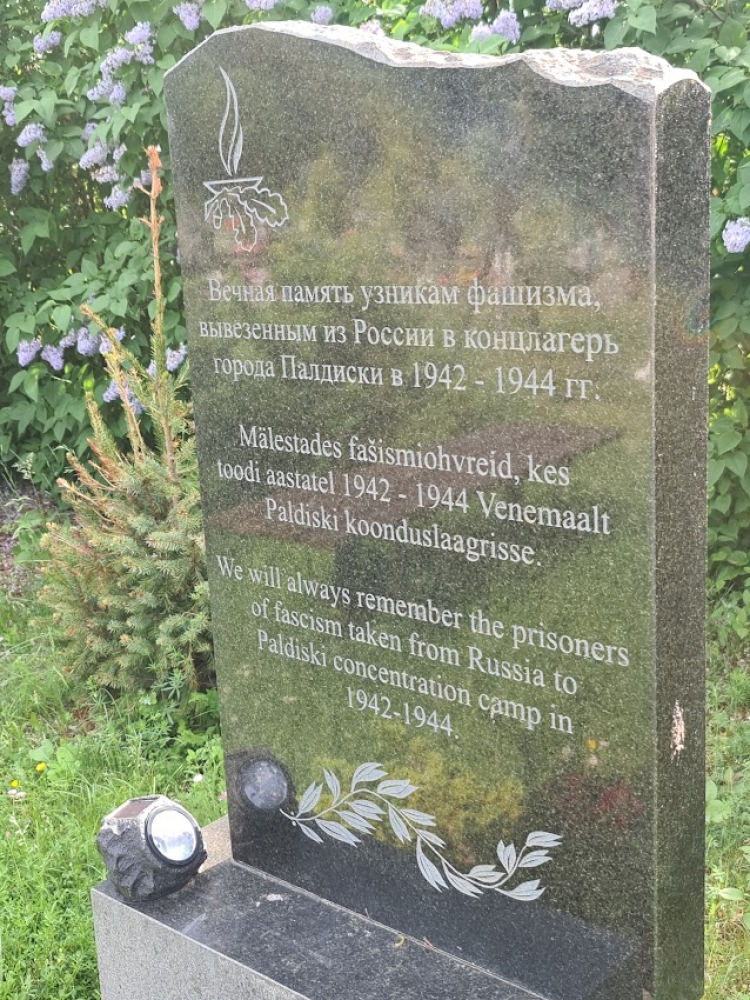 Вечная память узникам фашизма,
вывезенным из России в концлагерь
города Палдиски в 1942 - 1944 гг.
Mälestades fašismiohvreid, kes
toodi aastatel 1942 - 1944 Venemaalt
Paldiski koonduslaagrisse.
We will always remember the prisoners
of fascism taken from Russia to
Paldiski concentration camp in
1942-1944.